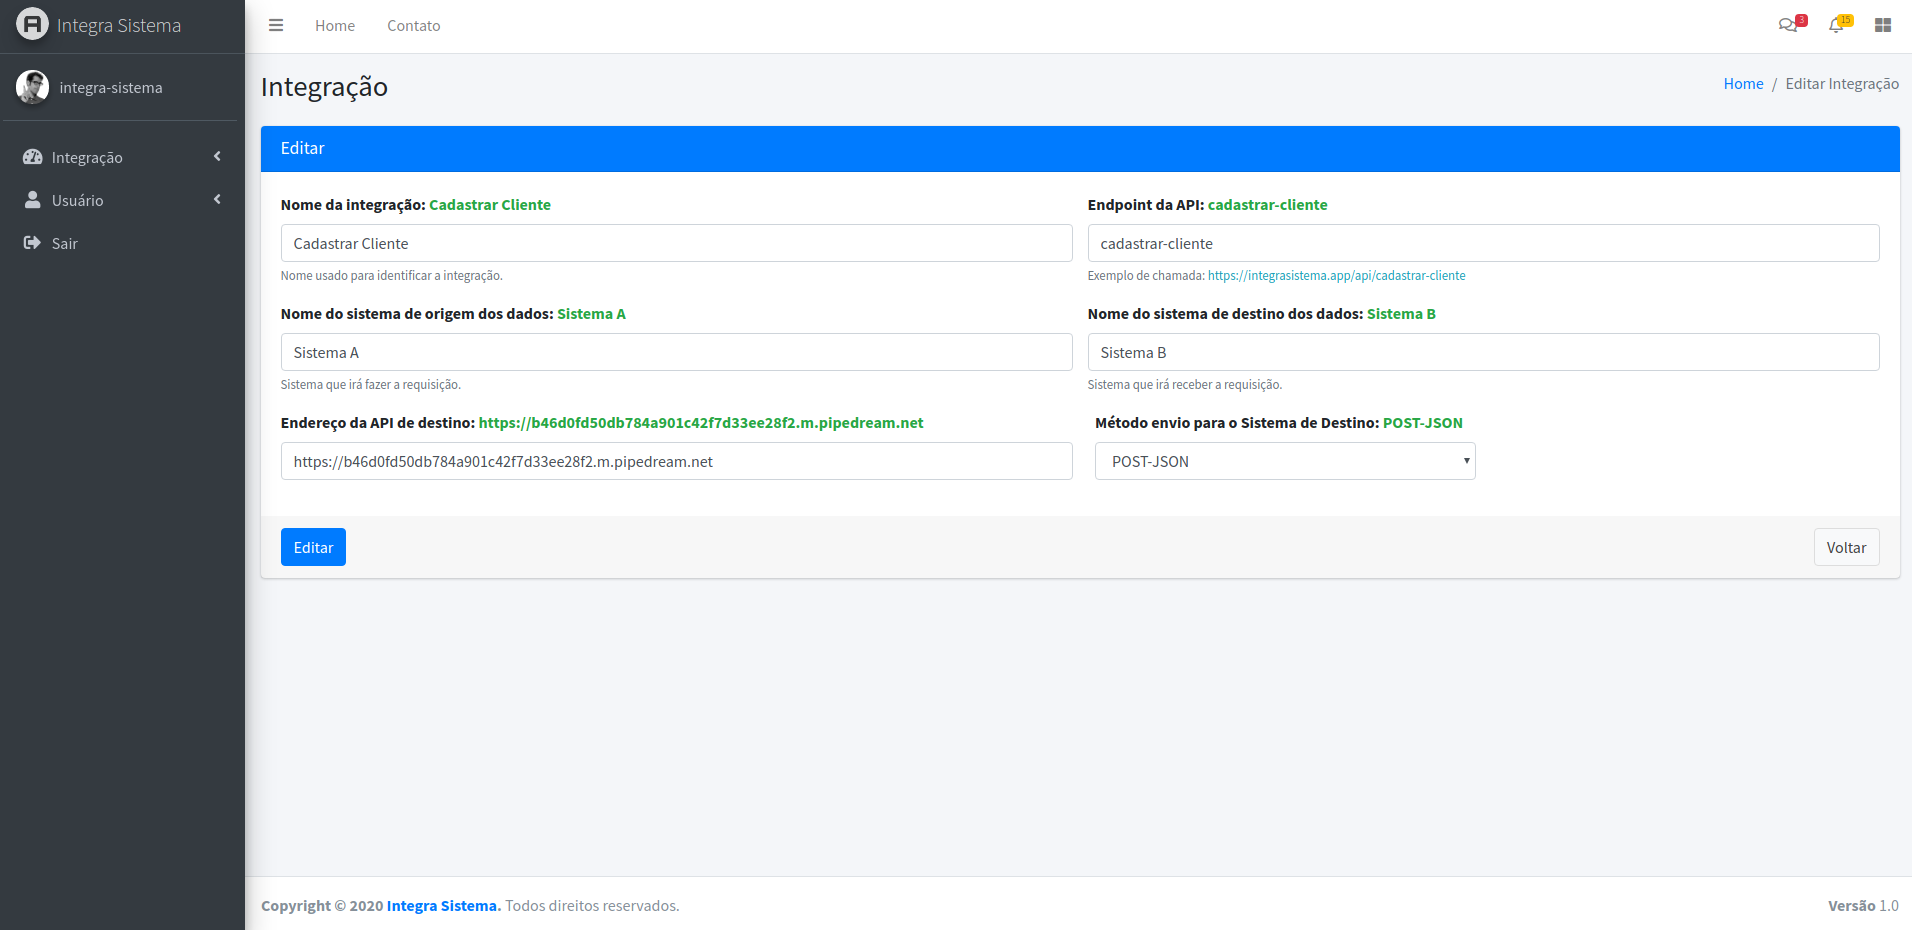 Integra Sistema
Home
Contato
3
15
integra-sistema
Integração
Usuário
Sair
Integração
Home / Editar Integração
Editar
Nome da integração: Cadastrar Cliente
Cadastrar Cliente
Nome usado para identificar a integração.
Endpoint da API: cadastrar-cliente
cadastrar-cliente
Exemplo de chamada: https://integrasistema.app/api/cadastrar-cliente
Nome do sistema de origem dos dados: Sistema A
Sistema A
Sistema que irá fazer a requisição.
Nome do sistema de destino dos dados: Sistema B
Sistema B
Sistema que irá receber a requisição.
Endereço da API de destino: https://b46d0fd50db784a901c42f7d33ee28f2.m.pipedream.net
https://b46d0fd50db784a901c42f7d33ee28f2.m.pipedream.net
Método envio para o Sistema de Destino: POST-JSON
POST-JSON
Editar
Voltar
Copyright © 2020 Integra Sistema. Todos direitos reservados.
Versão 1.0